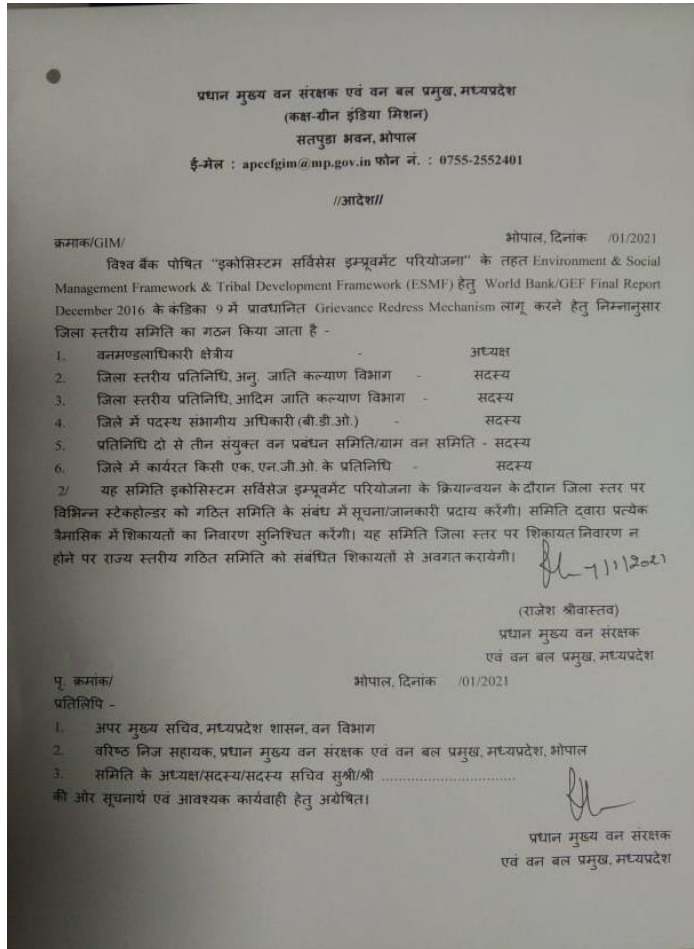 प्रधान मुख्य वन संरक्षक एवं वन बल प्रमुख, मध्यप्रदेश
(कक्ष-ग्रीन इंडिया मिशन)
सतपुडा भवन, भोपाल
ई-मेल : apccfgim@mp.gov.in फोन नं. : 0755-2552401
//आदेश//
क्रमाक/GIM/ भोपाल, दिनांक /01/2021
विश्व बैंक पोषित "इकोसिस्टम सर्विसेस इम्प्रूवमेंट परियोजना" के तहत Environment & Social
Management Framework & Tribal Development Framework (ESMF) हेतु World Bank/GEF Final Report
December 2016 के कंडिका 9 में प्रावधानित Grievance Redress Mechanism लागू करने हेतु निम्नानुसार
जिला स्तरीय समिति का गठन किया जाता है -
1. वनमण्डलाधिकारी क्षेत्रीय - अध्यक्ष
2. जिला स्तरीय प्रतिनिधि, अनु. जाति कल्याण विभाग - सदस्य
3. जिला स्तरीय प्रतिनिधि, आदिम जाति कल्याण विभाग - सदस्य
4. जिले में पदस्थ संभागीय अधिकारी (बी.डी.ओ.) - सदस्य
5. प्रतिनिधि दो से तीन संयुक्त वन प्रबंधन समिति/ग्राम वन समिति - सदस्य
6. जिले में कार्यरत किसी एक, एन.जी.ओ. के प्रतिनिधि - सदस्य
2/ यह समिति इकोसिस्टम सर्विसेज इम्प्रूवमेंट परियोजना के क्रियान्वयन के दौरान जिला स्तर पर
विभिन्न स्टेकहोल्डर को गठित समिति के संबंध में सूचना/जानकारी प्रदाय करेंगी। समिति द्वारा प्रत्येक
त्रैमासिक में शिकायतों का निवारण सुनिश्चित करेंगी। यह समिति जिला स्तर पर शिकायत निवारण न
होने पर राज्य स्तरीय गठित समिति को संबंधित शिकायतों से अवगत करायेगी।
7/1/2021
(राजेश श्रीवास्तव)
प्रधान मुख्य वन संरक्षक
एवं वन बल प्रमुख, मध्यप्रदेश
पृ. क्रमांक/ भोपाल, दिनांक /01/2021
प्रतिलिपि -
1. अपर मुख्य सचिव, मध्यप्रदेश शासन, वन विभाग
2. वरिष्ठ निज सहायक, प्रधान मुख्य वन संरक्षक एवं वन बल प्रमुख, मध्यप्रदेश, भोपाल
3. समिति के अध्यक्ष/सदस्य/सदस्य सचिव सुश्री/श्री ................................
की ओर सूचनार्थ एवं आवश्यक कार्यवाही हेतु अग्रेषित।
प्रधान मुख्य वन संरक्षक
एवं वन बल प्रमुख, मध्यप्रदेश